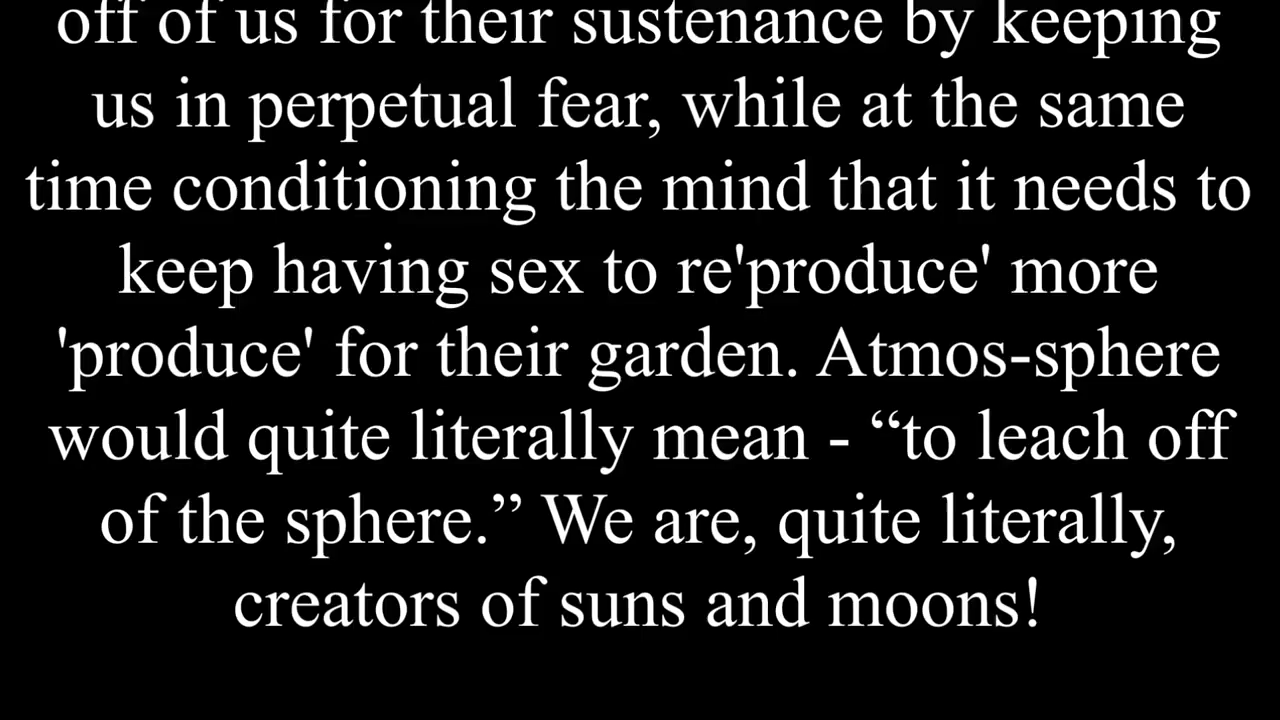 off of us for their sustenance by keeping
us in perpetual fear, while at the same
time conditioning the mind that it needs to
keep having sex to re'produce' more
'produce' for their garden. Atmos-sphere
would quite literally mean - “to leach off
of the sphere.” We are, quite literally,
creators of suns and moons!